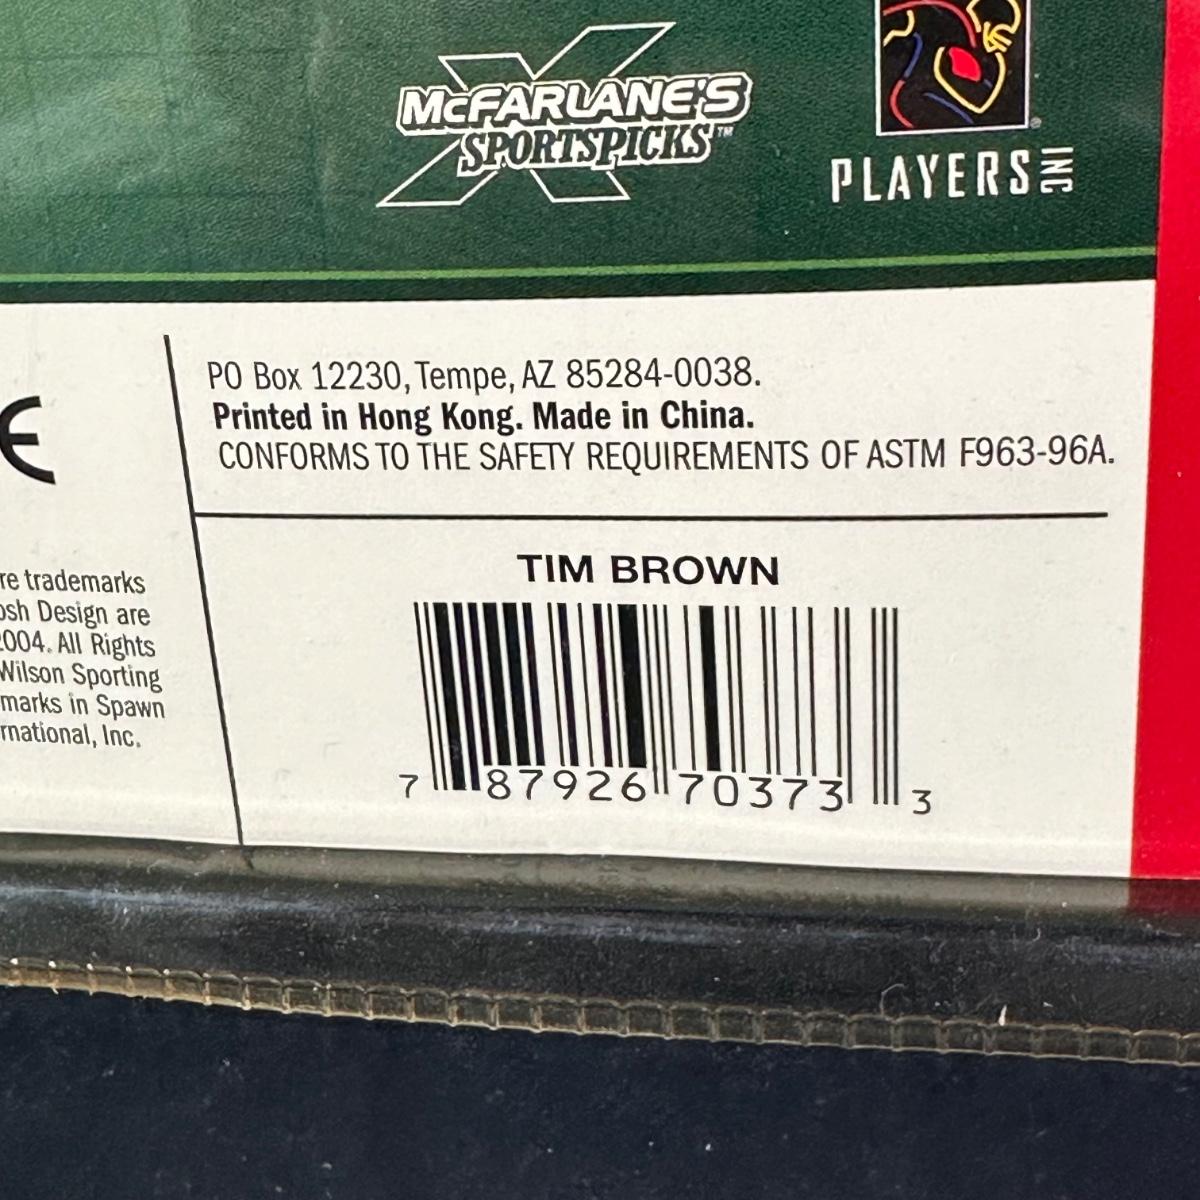 McFARLANE'S
SPORTSPICKS™
PLAYERS INC
PO Box 12230, Tempe, AZ 85284-0038.
Printed in Hong Kong. Made in China.
CONFORMS TO THE SAFETY REQUIREMENTS OF ASTM F963-96A.
CE
re trademarks
osh Design are
2004. All Rights
Wilson Sporting
marks in Spawn
rnational, Inc.
TIM BROWN
7 87926 70373 3